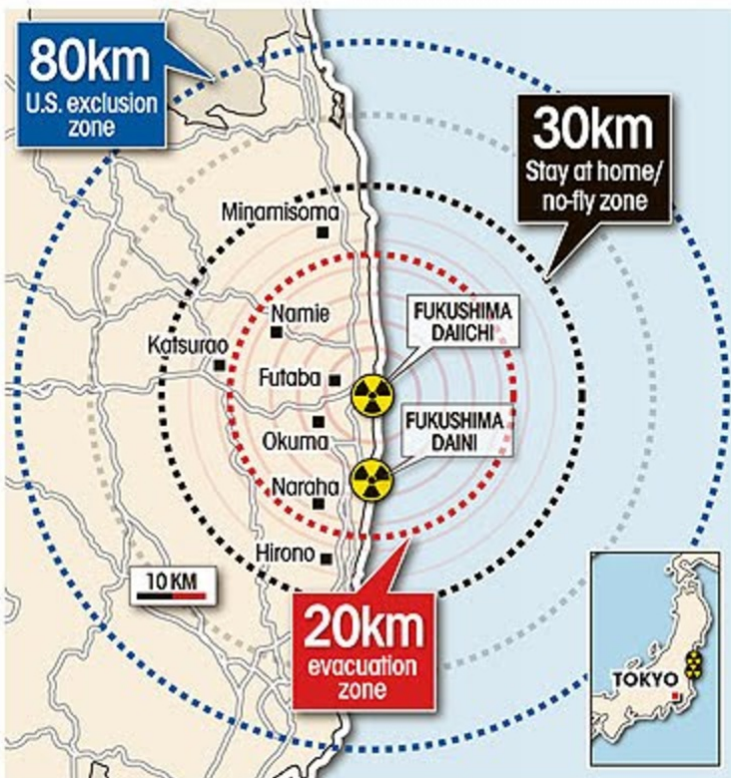 80km
U.S. exclusion
zone
30km
Stay at home/
no-fly zone
Minamisoma
Namie
FUKUSHIMA
DAIICHI
Katsurao
Futaba
Okuma
FUKUSHIMA
DAINI
Naraha
Hirono
10 KM
20km
evacuation
zone
TOKYO